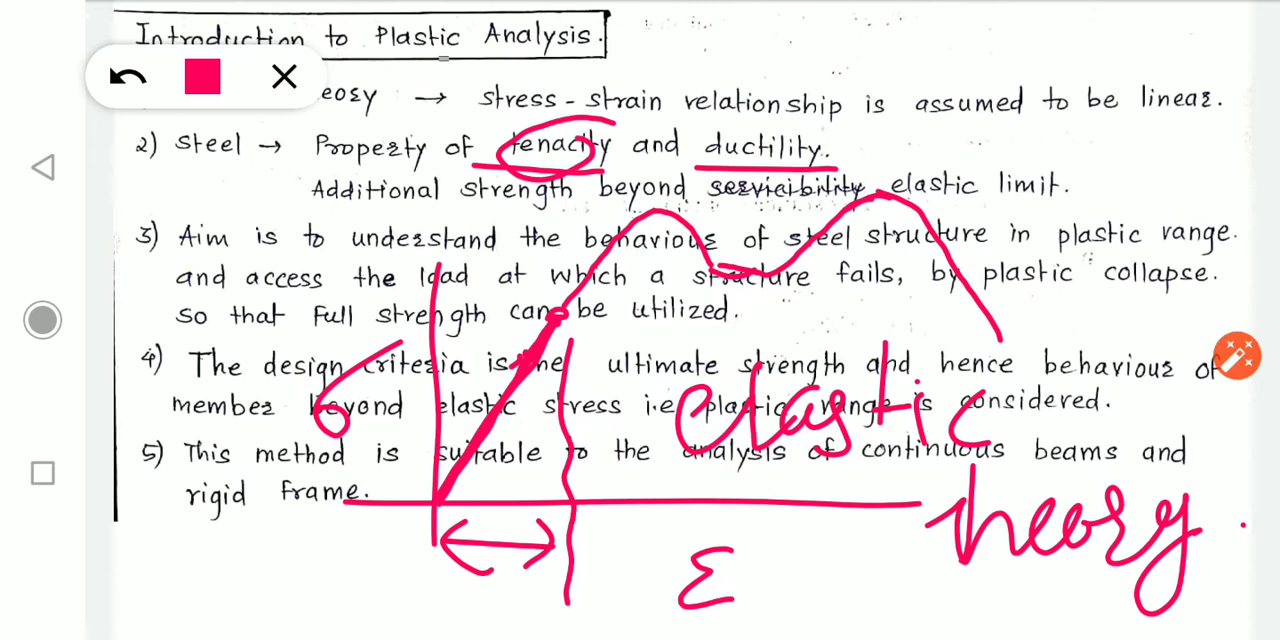 Introduction to Plastic Analysis.
eory → stress-strain relationship is assumed to be linear.
2) Steel → Property of tenacity and ductility.
Additional strength beyond servicibility elastic limit.
3) Aim is to understand the behaviour of steel structure in plastic range.
and access the load at which a structure fails, by plastic collapse.
so that full strength can be utilized.
4) The design criteria is the ultimate strength and hence behaviour of
member beyond elastic stress i.e plastic range is considered.
5) This method is suitable to the analysis of continuous beams and
rigid frame.
σ
elastic
theory.
Σ